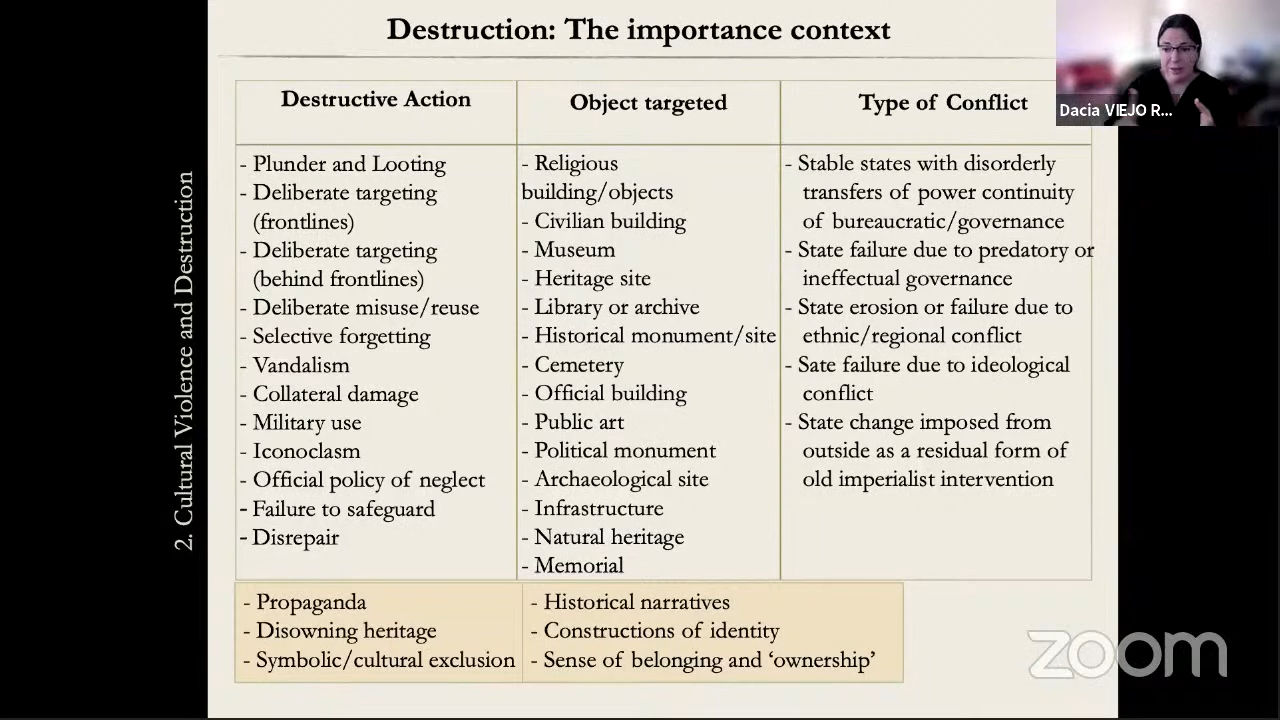 Destruction: The importance context
Dacia VIEJO R...
2. Cultural Violence and Destruction
Destructive Action
- Plunder and Looting
- Deliberate targeting
(frontlines)
- Deliberate targeting
(behind frontlines)
- Deliberate misuse/reuse
- Selective forgetting
- Vandalism
- Collateral damage
- Military use
- Iconoclasm
- Official policy of neglect
- Failure to safeguard
- Disrepair
Object targeted
- Religious
building/objects
- Civilian building
- Museum
- Heritage site
- Library or archive
- Historical monument/site
- Cemetery
- Official building
- Public art
- Political monument
- Archaeological site
- Infrastructure
- Natural heritage
- Memorial
Type of Conflict
- Stable states with disorderly
transfers of power continuity
of bureaucratic/governance
- State failure due to predatory or
ineffectual governance
- State erosion or failure due to
ethnic/regional conflict
- Sate failure due to ideological
conflict
- State change imposed from
outside as a residual form of
old imperialist intervention
- Propaganda
- Disowning heritage
- Symbolic/cultural exclusion
- Historical narratives
- Constructions of identity
- Sense of belonging and ‘ownership’
zoom